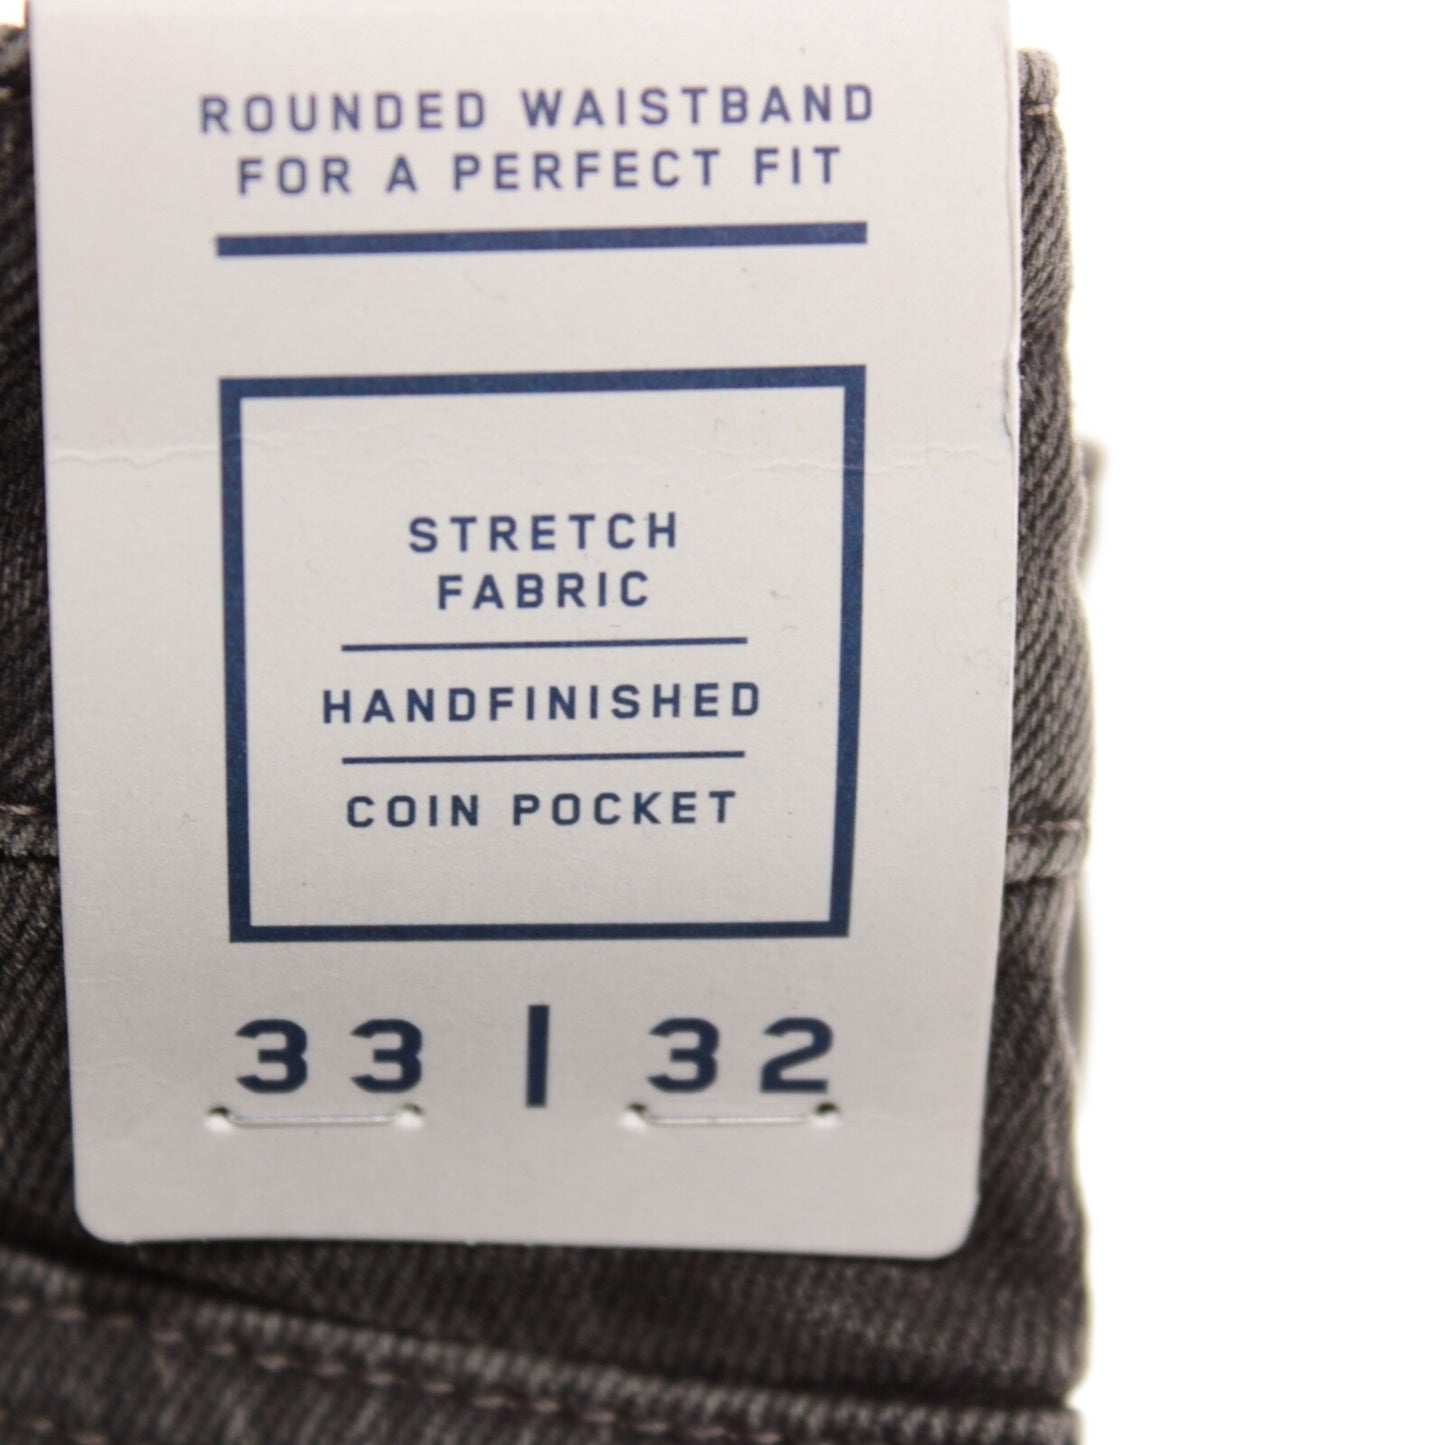 ROUNDED WAISTBAND
FOR A PERFECT FIT
STRETCH
FABRIC
HANDFINISHED
COIN POCKET
33 | 32